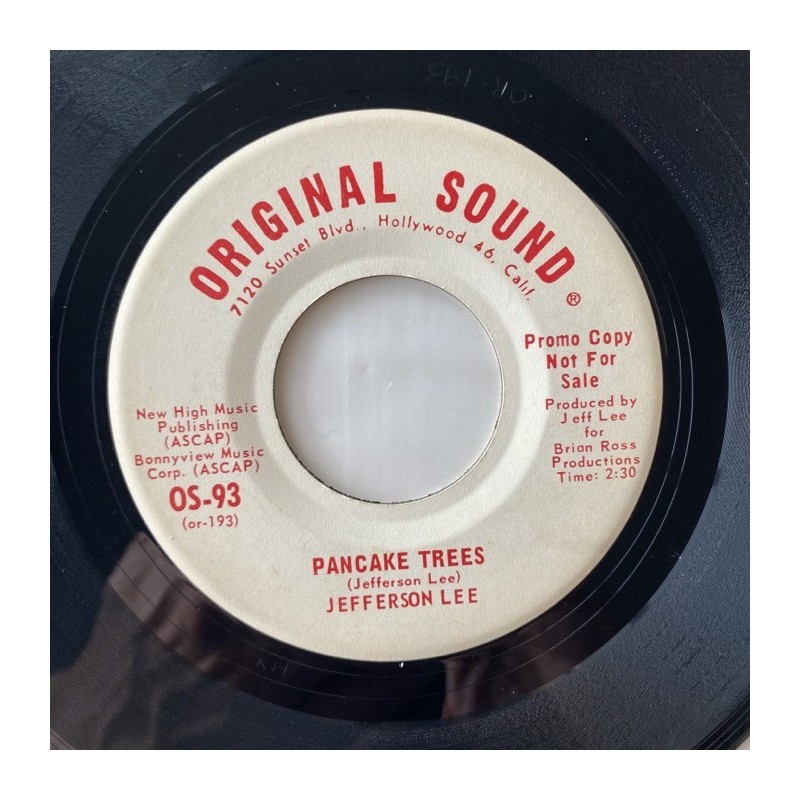 OR-193
ORIGINAL SOUND ®
7120 Sunset Blvd., Hollywood 46, Calif.
Promo Copy
Not For
Sale
New High Music
Publishing
(ASCAP)
Bonnyview Music
Corp. (ASCAP)
OS-93
(or-193)
Produced by
Jeff Lee
for
Brian Ross
Productions
Time: 2:30
PANCAKE TREES
(Jefferson Lee)
JEFFERSON LEE